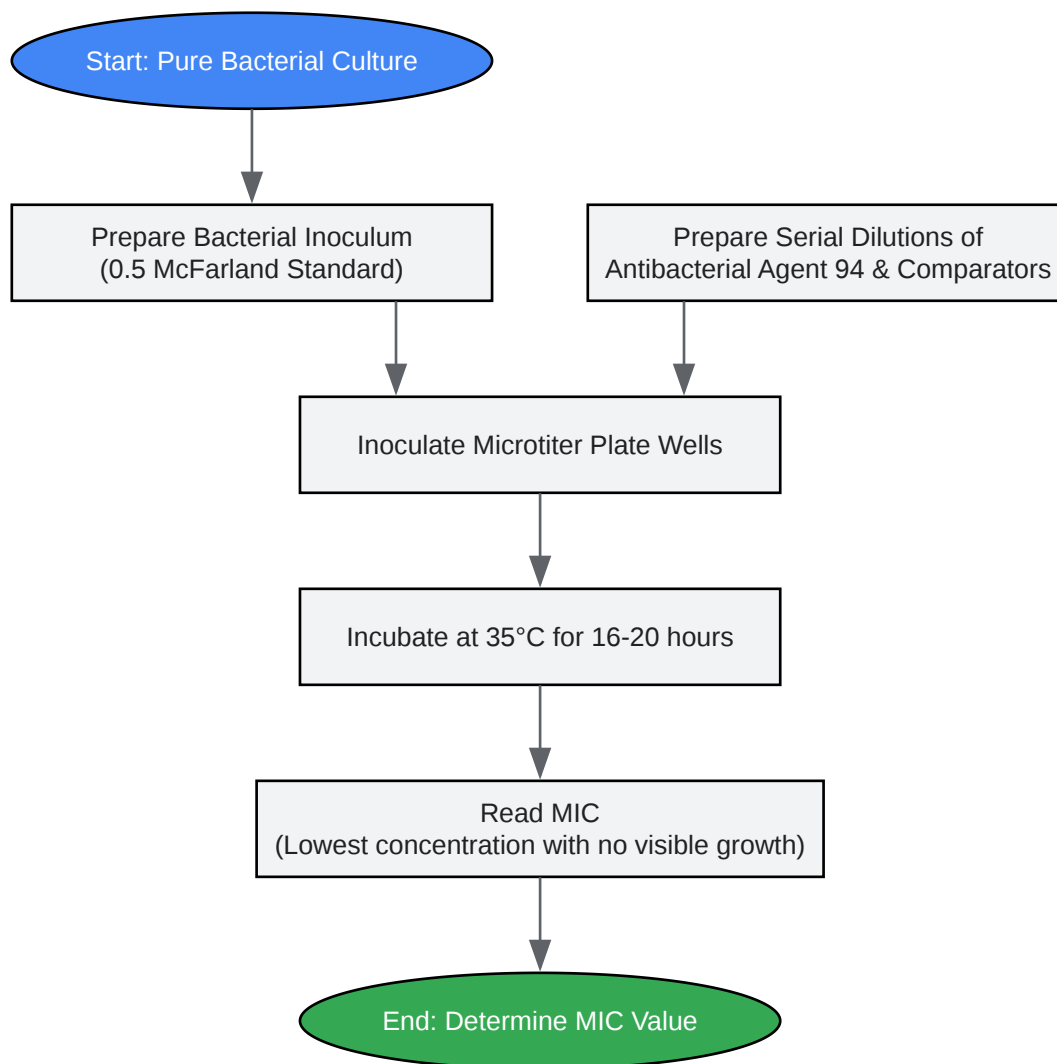 Start: Pure Bacterial Culture
Prepare Bacterial Inoculum
(0.5 McFarland Standard)
Prepare Serial Dilutions of
Antibacterial Agent 94 & Comparators
Inoculate Microtiter Plate Wells
Incubate at 35°C for 16-20 hours
Read MIC
(Lowest concentration with no visible growth)
End: Determine MIC Value